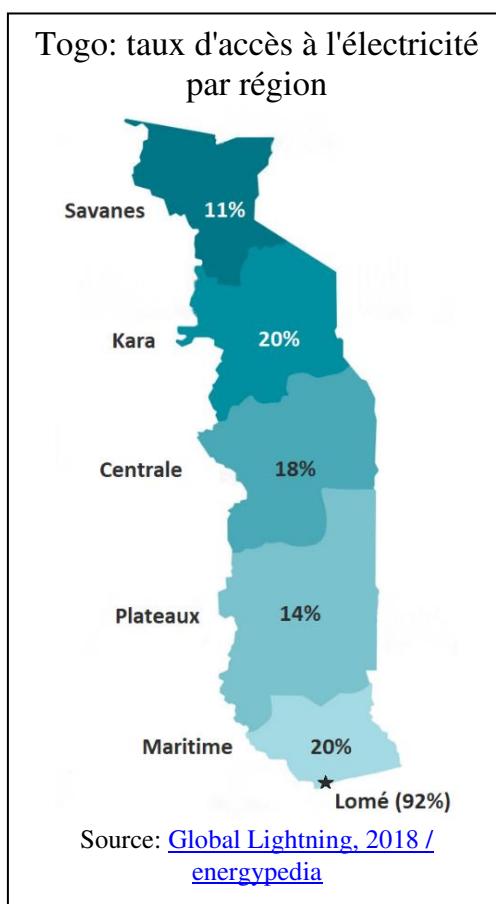 Togo: taux d'accès à l'électricité
par région
Savanes
11%
Kara
20%
Centrale
18%
Plateaux
14%
Maritime
20%
Lomé (92%)
Source: Global Lightning, 2018 /
energypedia